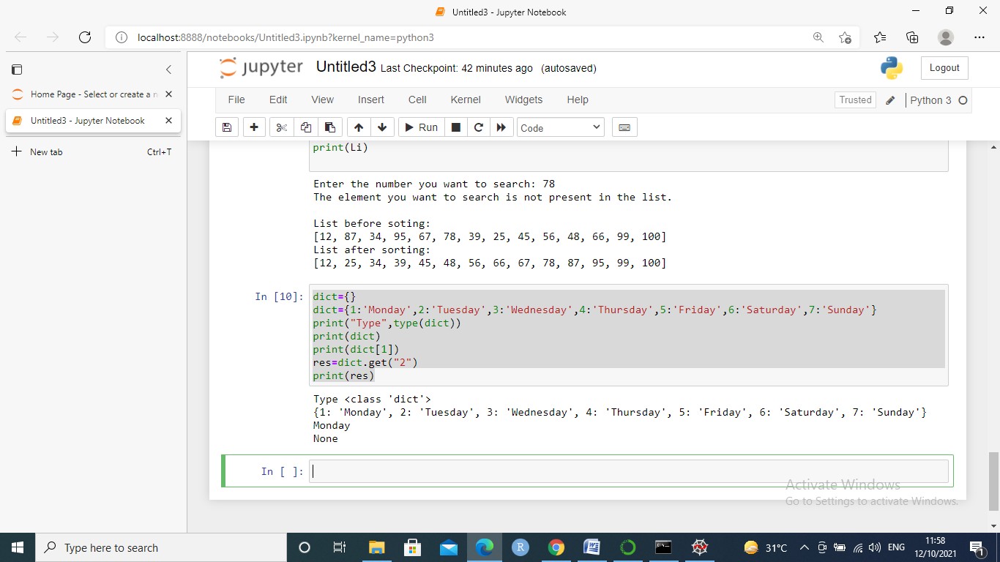 Untitled3 - Jupyter Notebook
localhost:8888/notebooks/Untitled3.ipynb?kernel_name=python3
Home Page - Select or create a n
Untitled3 - Jupyter Notebook
New tab Ctrl+T
jupyter Untitled3 Last Checkpoint: 42 minutes ago (autosaved)
Logout
File Edit View Insert Cell Kernel Widgets Help
Trusted Python 3
Run Code
print(Li)
Enter the number you want to search: 78
The element you want to search is not present in the list.
List before soting:
[12, 87, 34, 95, 67, 78, 39, 25, 45, 56, 48, 66, 99, 100]
List after sorting:
[12, 25, 34, 39, 45, 48, 56, 66, 67, 78, 87, 95, 99, 100]
In [10]: dict={}
dict={1:'Monday',2:'Tuesday',3:'Wednesday',4:'Thursday',5:'Friday',6:'Saturday',7:'Sunday'}
print("Type",type(dict))
print(dict)
print(dict[1])
res=dict.get("2")
print(res)
Type <class 'dict'>
{1: 'Monday', 2: 'Tuesday', 3: 'Wednesday', 4: 'Thursday', 5: 'Friday', 6: 'Saturday', 7: 'Sunday'}
Monday
None
In [ ]:
Activate Windows
Go to Settings to activate Windows.
Type here to search
R
W
31°C
ENG
11:58
12/10/2021
1